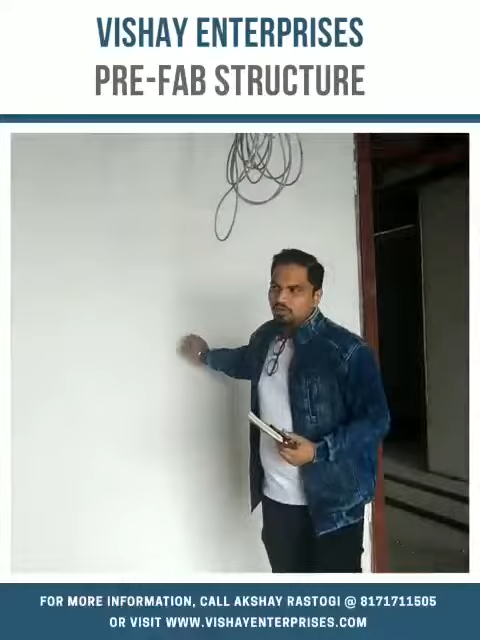 VISHAY ENTERPRISES
PRE-FAB STRUCTURE
FOR MORE INFORMATION, CALL AKSHAY RASTOGI @ 8171711505
OR VISIT WWW.VISHAYENTERPRISES.COM